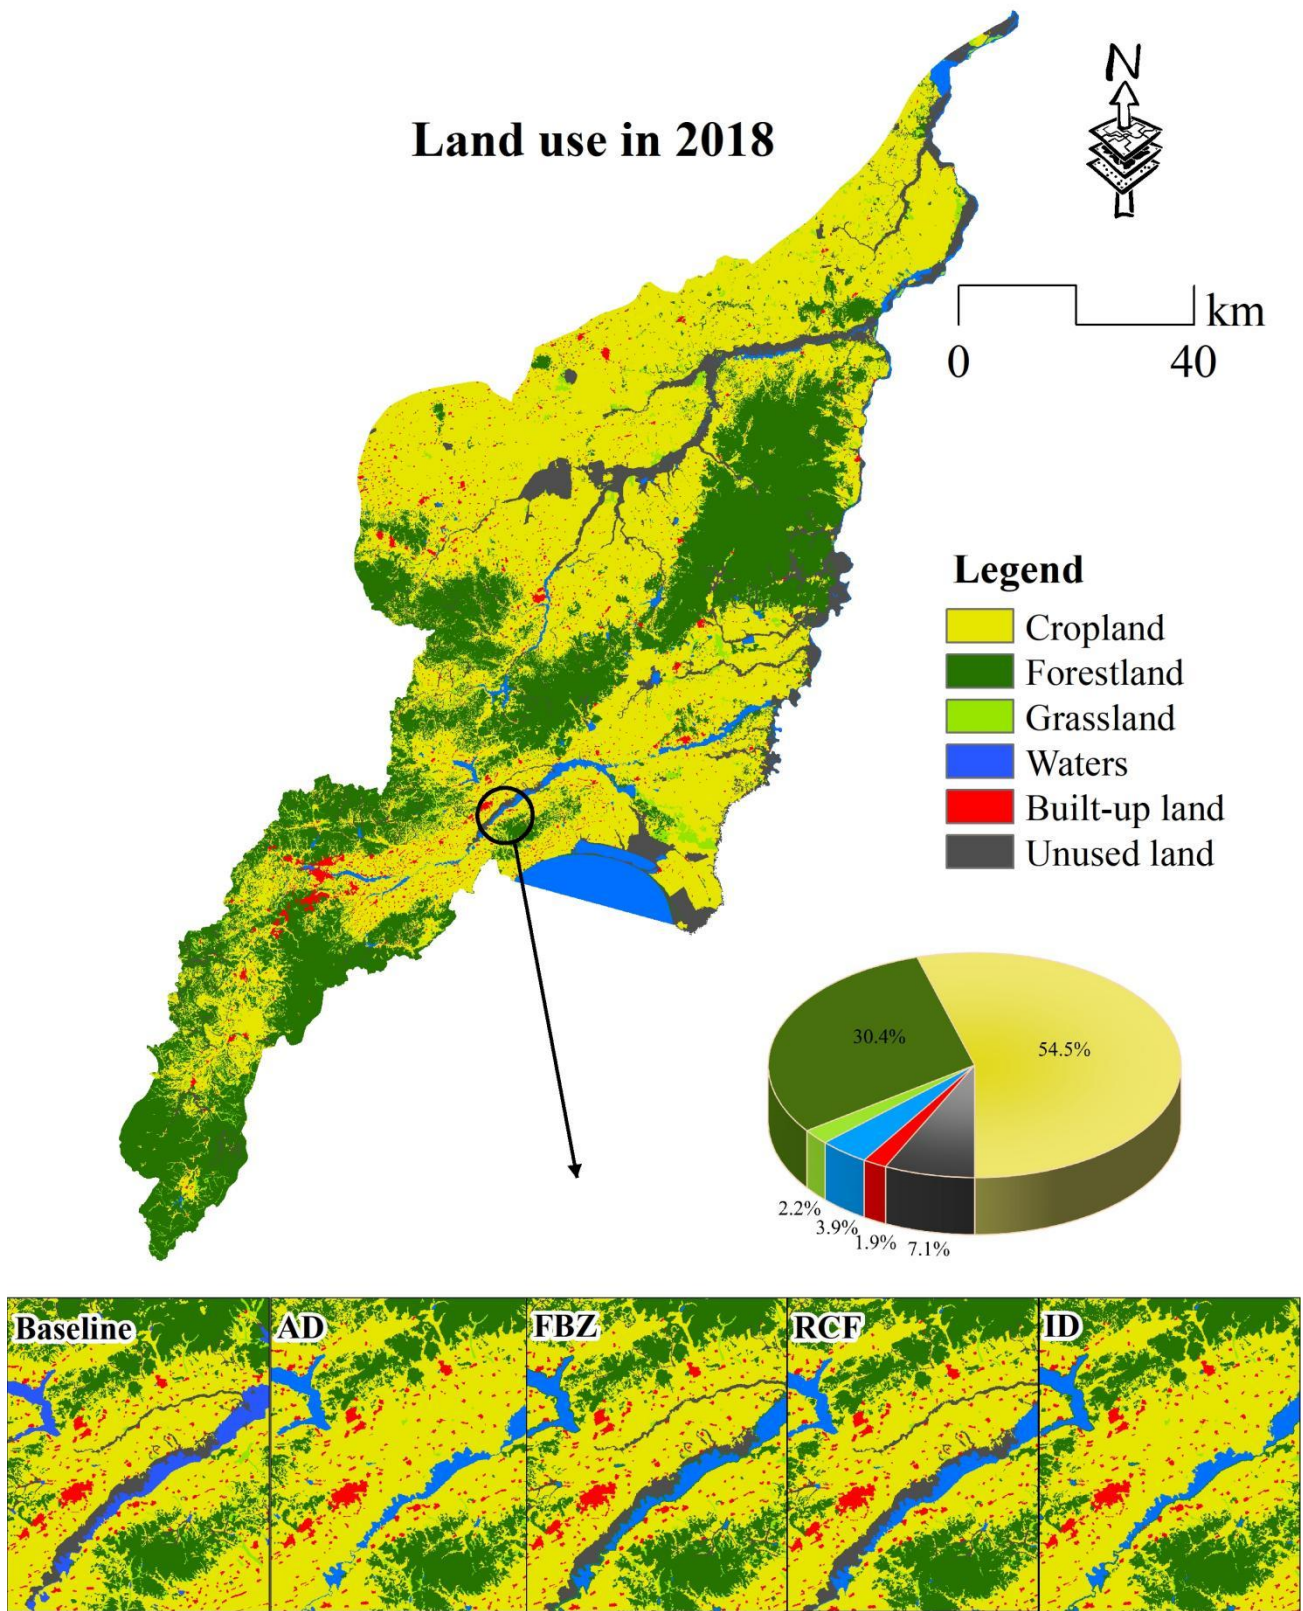 N
Land use in 2018
km
0 40
Legend
Cropland
Forestland
Grassland
Waters
Built-up land
Unused land
30.4%
54.5%
2.2%
3.9%
1.9%
7.1%
Baseline
AD
FBZ
RCF
ID